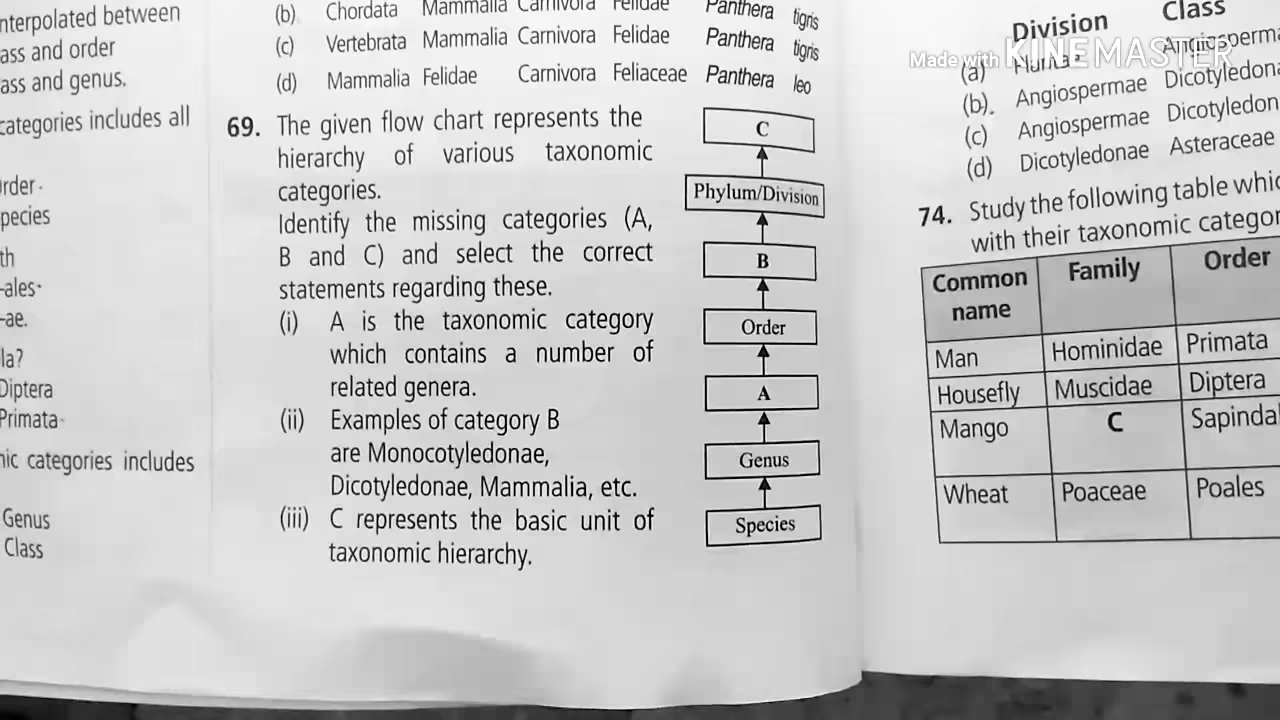 nterpolated between
ass and order
ass and genus.
categories includes all
rder
pecies
th
-ales
-ae.
la?
Diptera
Primata
nic categories includes
Genus
Class
(b) Chordata Mammalia Carnivora Felidae Panthera tigris
(c) Vertebrata Mammalia Carnivora Felidae Panthera tigris
(d) Mammalia Felidae Carnivora Feliaceae Panthera leo
69. The given flow chart represents the
hierarchy of various taxonomic
categories.
Identify the missing categories (A,
B and C) and select the correct
statements regarding these.
(i) A is the taxonomic category
which contains a number of
related genera.
(ii) Examples of category B
are Monocotyledonae,
Dicotyledonae, Mammalia, etc.
(iii) C represents the basic unit of
taxonomic hierarchy.
C
Phylum/Division
B
Order
A
Genus
Species
Division Class
Made with KINEMASTER
(a) Angiosperma
(b). Angiospermae Dicotyledona
(c) Angiospermae Dicotyledon
(d) Dicotyledonae Asteraceae
74. Study the following table whic
with their taxonomic categor
Common name Family Order
Man Hominidae Primata
Housefly Muscidae Diptera
Mango C Sapinda
Wheat Poaceae Poales